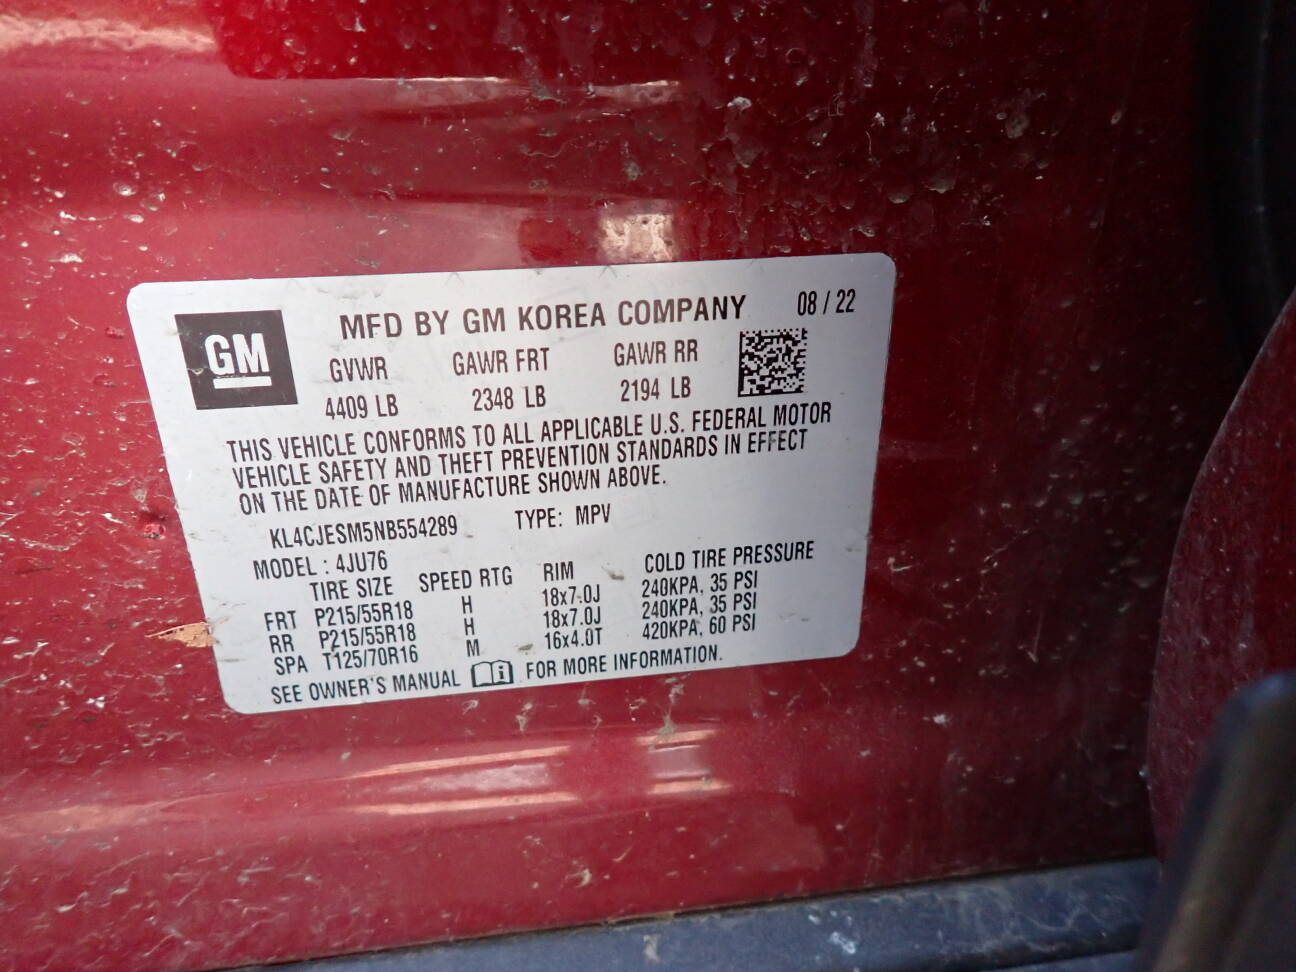 GM
MFD BY GM KOREA COMPANY 08 / 22
GVWR GAWR FRT GAWR RR
4409 LB 2348 LB 2194 LB
THIS VEHICLE CONFORMS TO ALL APPLICABLE U.S. FEDERAL MOTOR
VEHICLE SAFETY AND THEFT PREVENTION STANDARDS IN EFFECT
ON THE DATE OF MANUFACTURE SHOWN ABOVE.
KL4CJESM5NB554289 TYPE: MPV
MODEL : 4JU76
TIRE SIZE SPEED RTG RIM COLD TIRE PRESSURE
FRT P215/55R18 H 18x7.0J 240KPA, 35 PSI
RR P215/55R18 H 18x7.0J 240KPA, 35 PSI
SPA T125/70R16 M 16x4.0T 420KPA, 60 PSI
SEE OWNER'S MANUAL FOR MORE INFORMATION.